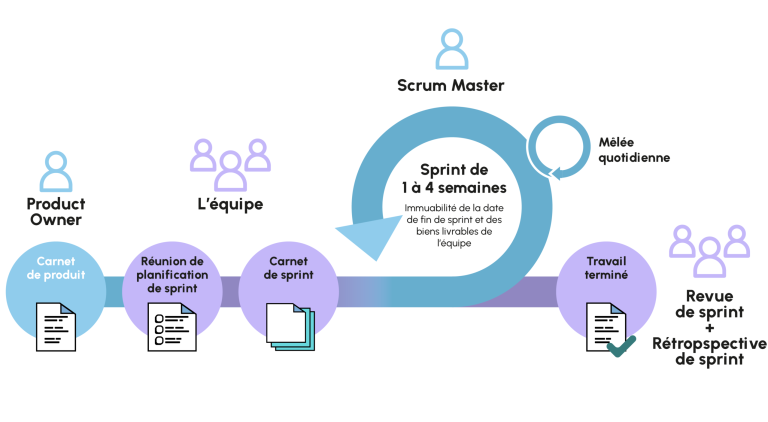 Scrum Master
Mêlée
quotidienne
Sprint de
1 à 4 semaines
Immuabilité de la date
de fin de sprint et des
biens livrables de
l'équipe
Product
Owner
L'équipe
Carnet
de produit
Réunion de
planification
de sprint
Carnet
de sprint
Travail
terminé
Revue
de sprint
+
Rétropspective
de sprint